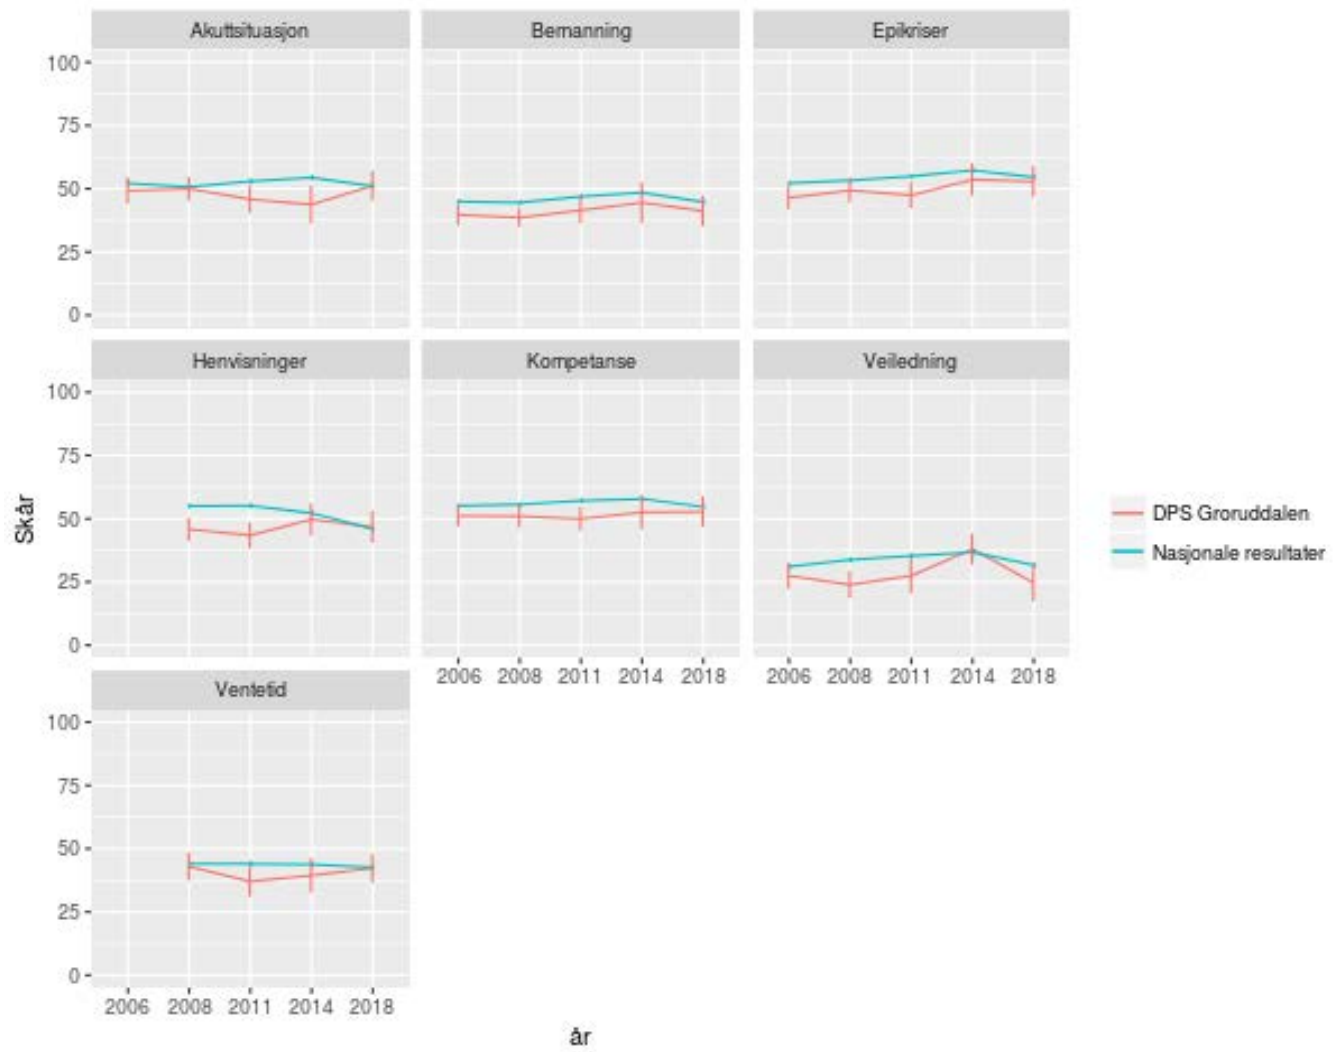 Akuttsituasjon
Bemanning
Epikriser
100
75
50
25
0
Henvisninger
Kompetanse
Veiledning
100
75
50
25
0
2006 2008 2011 2014 2018
2006 2008 2011 2014 2018
Ventetid
100
75
50
25
0
2006 2008 2011 2014 2018
Skår
år
DPS Groruddalen
Nasjonale resultater